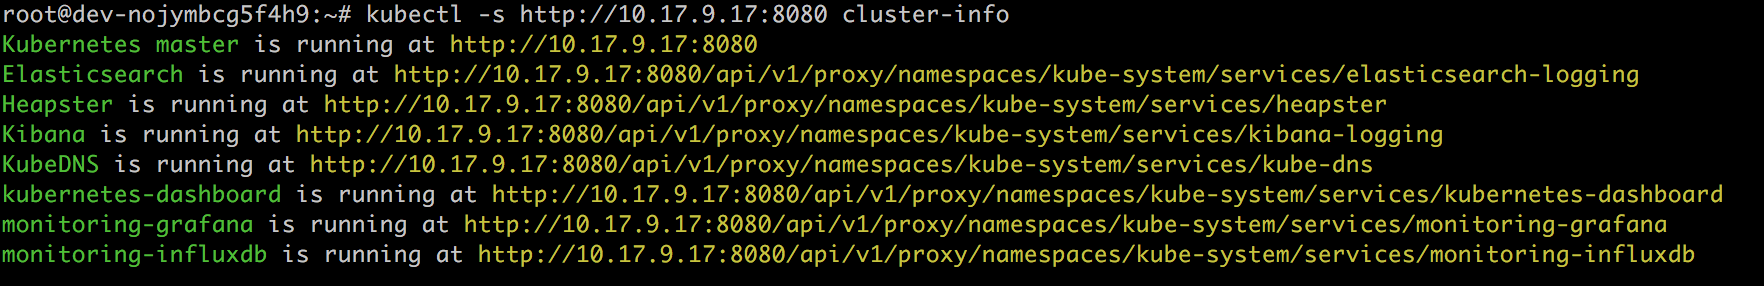 root@dev-nojymbcg5f4h9:~# kubectl -s http://10.17.9.17:8080 cluster-info
Kubernetes master is running at http://10.17.9.17:8080
Elasticsearch is running at http://10.17.9.17:8080/api/v1/proxy/namespaces/kube-system/services/elasticsearch-logging
Heapster is running at http://10.17.9.17:8080/api/v1/proxy/namespaces/kube-system/services/heapster
Kibana is running at http://10.17.9.17:8080/api/v1/proxy/namespaces/kube-system/services/kibana-logging
KubeDNS is running at http://10.17.9.17:8080/api/v1/proxy/namespaces/kube-system/services/kube-dns
kubernetes-dashboard is running at http://10.17.9.17:8080/api/v1/proxy/namespaces/kube-system/services/kubernetes-dashboard
monitoring-grafana is running at http://10.17.9.17:8080/api/v1/proxy/namespaces/kube-system/services/monitoring-grafana
monitoring-influxdb is running at http://10.17.9.17:8080/api/v1/proxy/namespaces/kube-system/services/monitoring-influxdb